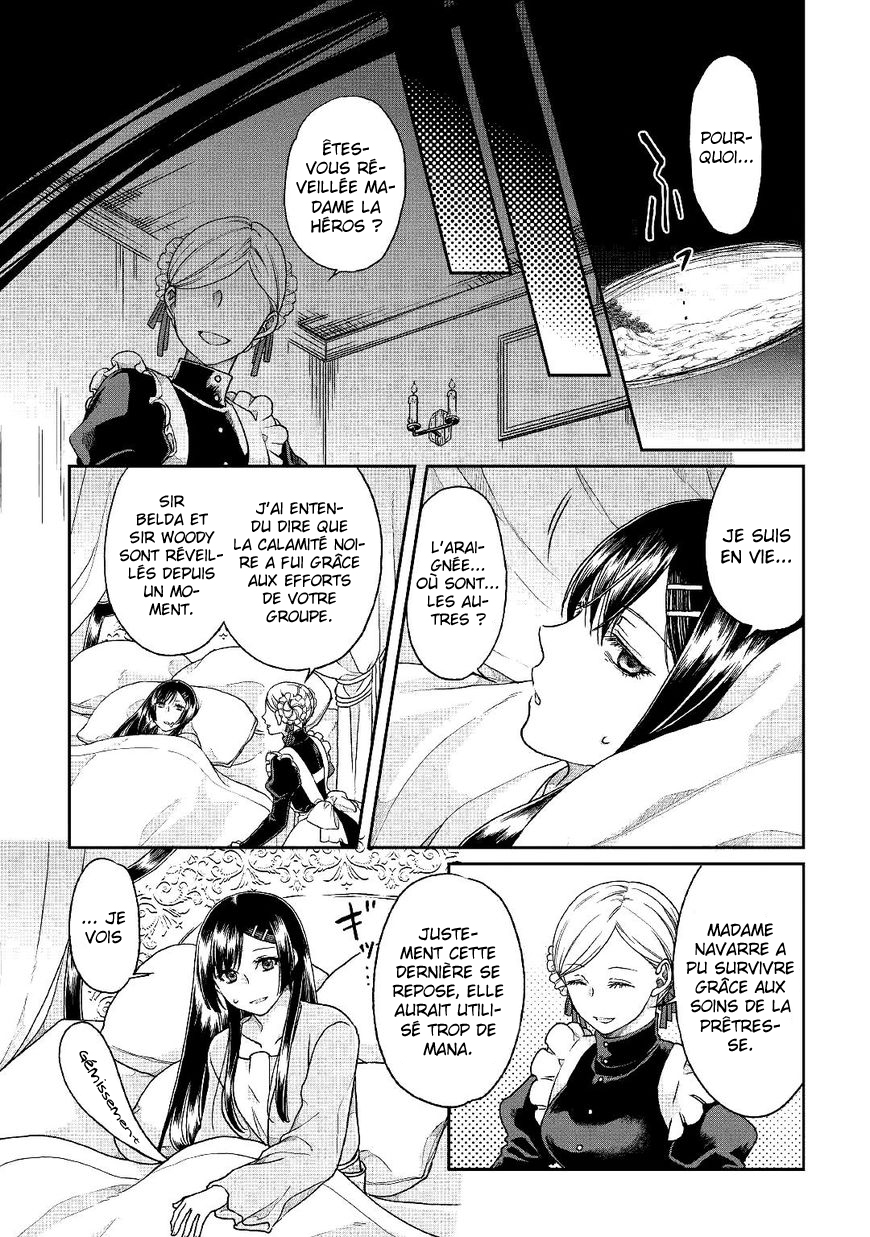 POUR-
QUOI...
ÊTES-
VOUS RÉ-
VEILLÉE MA-
DAME LA
HÉROS ?
JE SUIS
EN VIE...
L'ARAI-
GNÉE...
OÙ SONT...
LES AU-
TRES ?
J'AI ENTEN-
DU DIRE QUE
LA CALAMITÉ NOI-
RE A FUI GRÂCE
AUX EFFORTS
DE VOTRE
GROUPE.
SIR
BELDA ET
SIR WOODY
SONT RÉVEIL-
LÉS DEPUIS
UN MO-
MENT.
MADAME
NAVARRE A
PU SURVIVRE
GRÂCE AUX
SOINS DE LA
PRÊTRES-
SE.
JUSTE-
MENT CETTE
DERNIÈRE SE
REPOSE, ELLE
AURAIT UTILI-
SÉ TROP DE
MANA.
... JE
VOIS
Gémissement